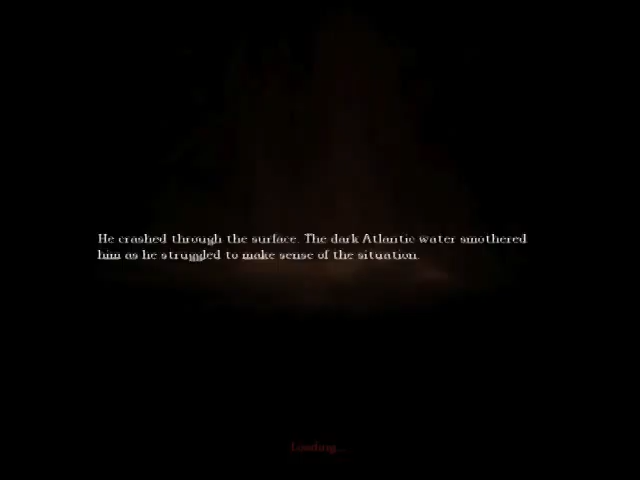 He crashed through the surface. The dark Atlantic water smothered
him as he struggled to make sense of the situation.
Loading...